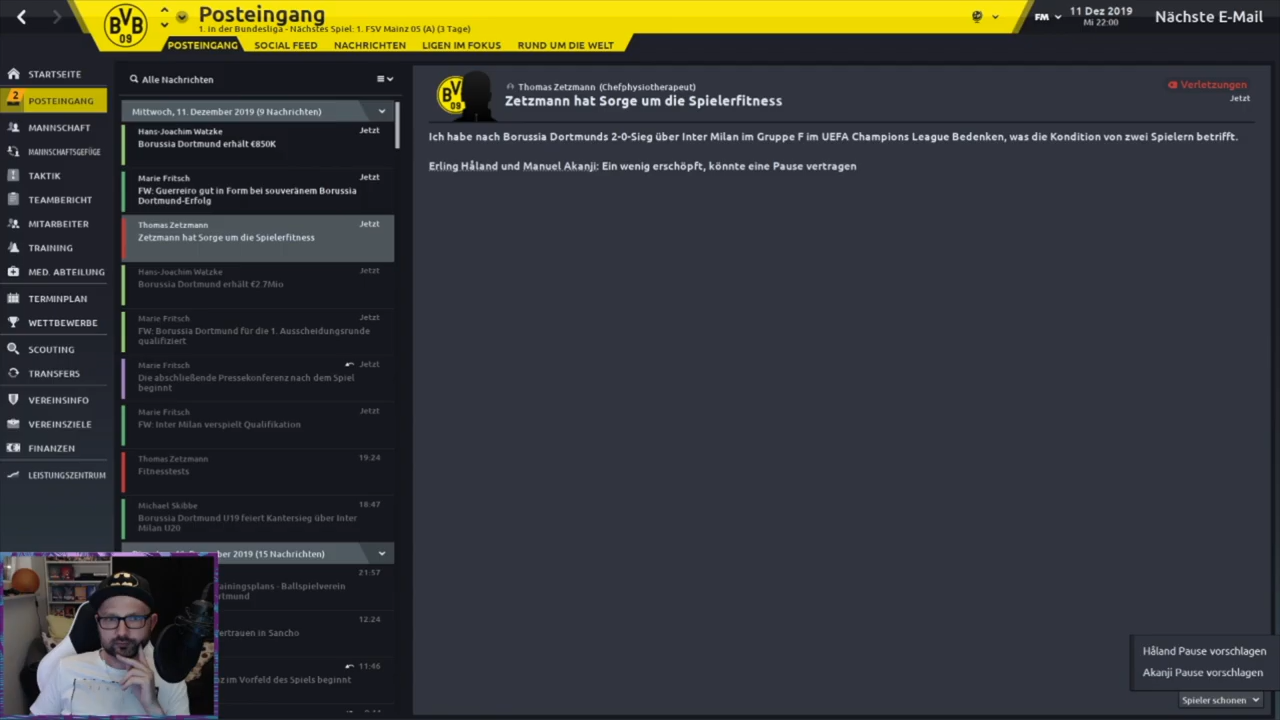 Posteingang
1. in der Bundesliga - Nächstes Spiel: 1. FSV Mainz 05 (A) (3 Tage)
BVB
09
FM
11 Dez 2019
Mi 22:00
Nächste E-Mail
POSTEINGANG
SOCIAL FEED
NACHRICHTEN
LIGEN IM FOKUS
RUND UM DIE WELT
STARTSEITE
2
POSTEINGANG
MANNSCHAFT
MANNSCHAFTSGEFÜGE
TAKTIK
TEAMBERICHT
MITARBEITER
TRAINING
MED. ABTEILUNG
TERMINPLAN
WETTBEWERBE
SCOUTING
TRANSFERS
VEREINSINFO
VEREINSZIELE
FINANZEN
LEISTUNGSZENTRUM
Alle Nachrichten
Mittwoch, 11. Dezember 2019 (9 Nachrichten)
Hans-Joachim Watzke
Jetzt
Borussia Dortmund erhält €850K
Marie Fritsch
Jetzt
FW: Guerreiro gut in Form bei souveränem Borussia
Dortmund-Erfolg
Thomas Zetzmann
Jetzt
Zetzmann hat Sorge um die Spielerfitness
Hans-Joachim Watzke
Jetzt
Borussia Dortmund erhält €2.7Mio
Marie Fritsch
Jetzt
FW: Borussia Dortmund für die 1. Ausscheidungsrunde
qualifiziert
Marie Fritsch
Jetzt
Die abschließende Pressekonferenz nach dem Spiel
beginnt
Marie Fritsch
Jetzt
FW: Inter Milan verspielt Qualifikation
Thomas Zetzmann
19:24
Fitnesstests
Michael Skibbe
18:47
Borussia Dortmund U19 feiert Kantersieg über Inter
Milan U20
2019 (15 Nachrichten)
21:57
- Ballspielverein
12:24
in Sancho
11:46
im Vorfeld des Spiels beginnt
Thomas Zetzmann (Chefphysiotherapeut)
Zetzmann hat Sorge um die Spielerfitness
Verletzungen
Jetzt
Ich habe nach Borussia Dortmunds 2-0-Sieg über Inter Milan im Gruppe F im UEFA Champions League Bedenken, was die Kondition von zwei Spielern betrifft.
Erling Håland und Manuel Akanji: Ein wenig erschöpft, könnte eine Pause vertragen
Håland Pause vorschlagen
Akanji Pause vorschlagen
Spieler schonen